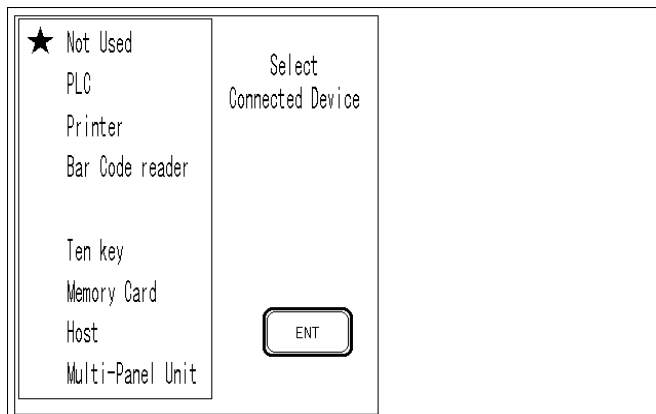 ★ Not Used
PLC
Printer
Bar Code reader
Ten key
Memory Card
Host
Multi-Panel Unit
Select
Connected Device
ENT